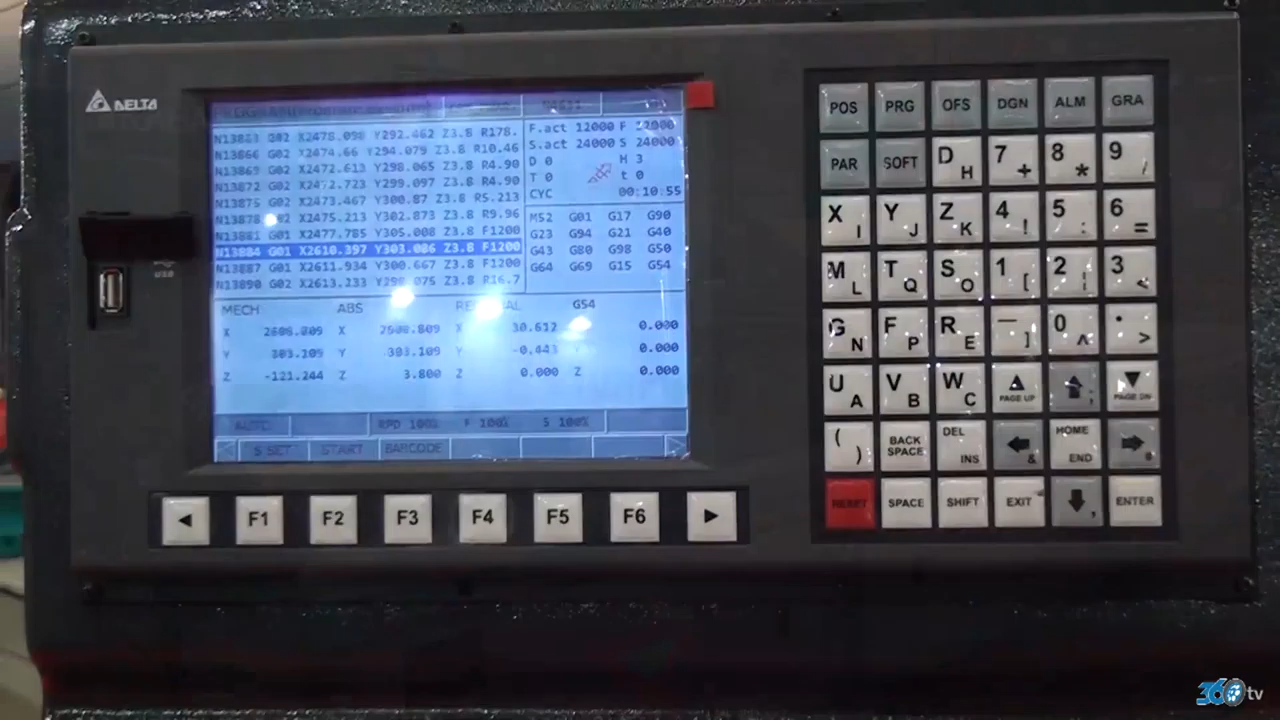 DELTA
N13863 G02 X2478.098 Y292.462 Z3.8 R178.
N13866 G02 X2474.66 Y294.079 Z3.8 R10.46
N13869 G02 X2472.613 Y298.065 Z3.8 R4.90
N13872 G02 X2472.723 Y299.097 Z3.8 R4.90
N13875 G02 X2473.467 Y300.87 Z3.8 R5.213
N13878 G02 X2475.213 Y302.873 Z3.8 R9.96
N13881 G01 X2477.785 Y305.008 Z3.8 F1200
N13884 G01 X2610.397 Y303.086 Z3.8 F1200
N13887 G01 X2611.934 Y300.667 Z3.8 F1200
N13890 G02 X2613.233 Z3.8 R16.7
F.act 12000 F 12000
S.act 24000 S 24000
D 0 H 3
T 0 t 0
CYC 00:10:55
M52 G01 G17 G90
G23 G94 G21 G40
G43 G80 G98 G50
G64 G69 G15 G54
MECH ABS G54
X 2608.809 X 2608.809 X 30.612 0.000
Y 303.109 Y 303.109 Y -0.443 Y 0.000
Z -121.244 Z 3.800 Z 0.000 Z 0.000
AUTO RPD 100% F 100% S 100%
S SET START BARCODE
USB
◀ F1 F2 F3 F4 F5 F6 ▶
POS PRG OFS DGN ALM GRA
PAR SOFT D H 7 + 8 * 9 /
X I Y J Z K 4 ! 5 : 6 =
M L T Q S O 1 [ 2 ¦ 3 <
G N F P R E — ] 0 ^ • >
U A V B W C PAGE UP ; PAGE DN
( ) BACK SPACE DEL INS & HOME END
RESET SPACE SHIFT EXIT , ENTER
360tv